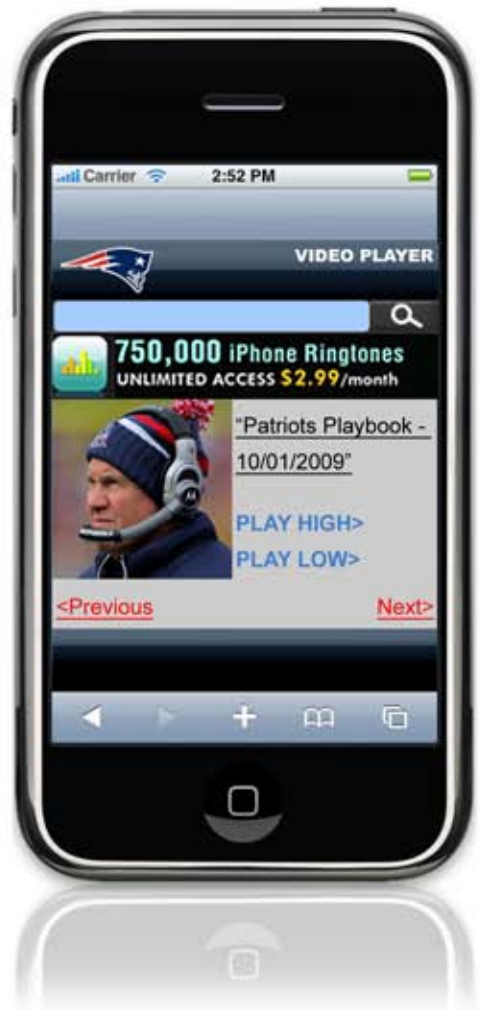 Carrier 2:52 PM
VIDEO PLAYER
750,000 iPhone Ringtones
UNLIMITED ACCESS $2.99/month
"Patriots Playbook -
10/01/2009"
PLAY HIGH>
PLAY LOW>
<Previous Next>